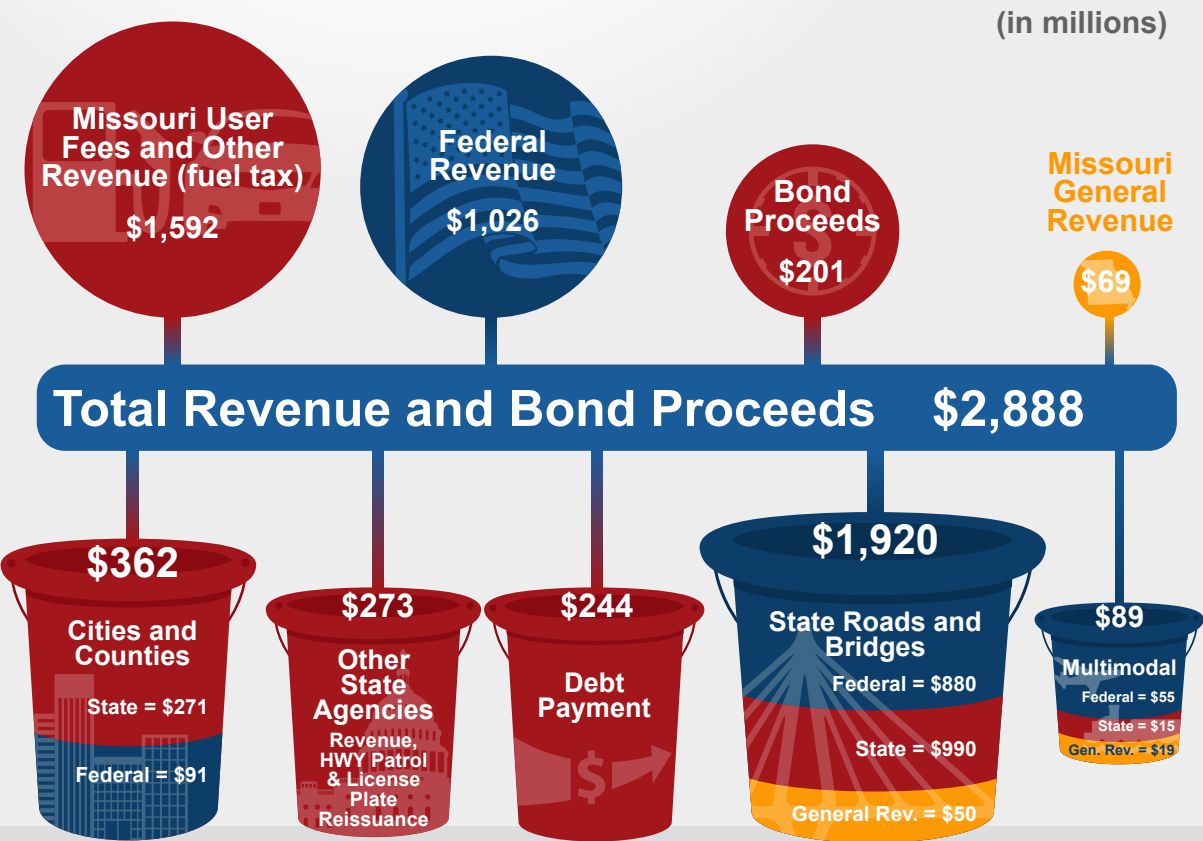 (in millions)
Missouri User
Fees and Other
Revenue (fuel tax)
$1,592
Federal
Revenue
$1,026
Bond
Proceeds
$201
Missouri
General
Revenue
$69
Total Revenue and Bond Proceeds $2,888
$362
Cities and
Counties
State = $271
Federal = $91
$273
Other
State
Agencies
Revenue,
HWY Patrol
& License
Plate
Reissuance
$244
Debt
Payment
$
$1,920
State Roads and
Bridges
Federal = $880
State = $990
General Rev. = $50
$89
Multimodal
Federal = $55
State = $15
Gen. Rev. = $19